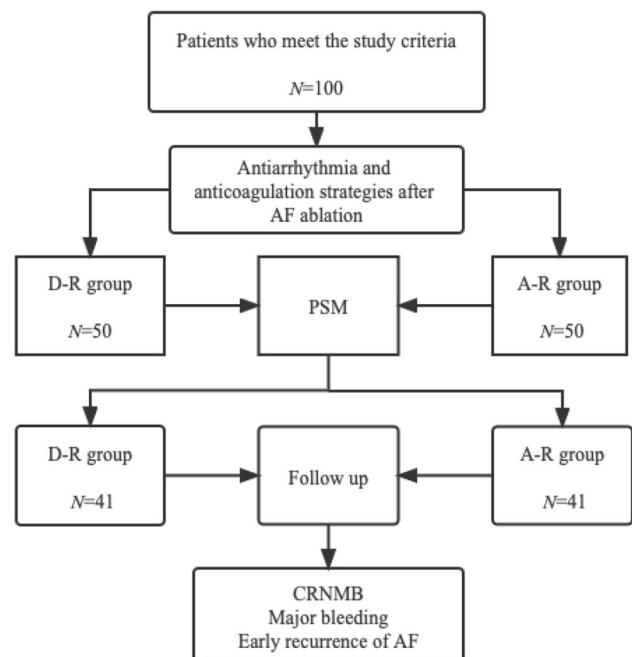 Patients who meet the study criteria
N=100
Antiarrhythmia and
anticoagulation strategies after
AF ablation
D-R group
N=50
PSM
A-R group
N=50
D-R group
N=41
Follow up
A-R group
N=41
CRNMB
Major bleeding
Early recurrence of AF